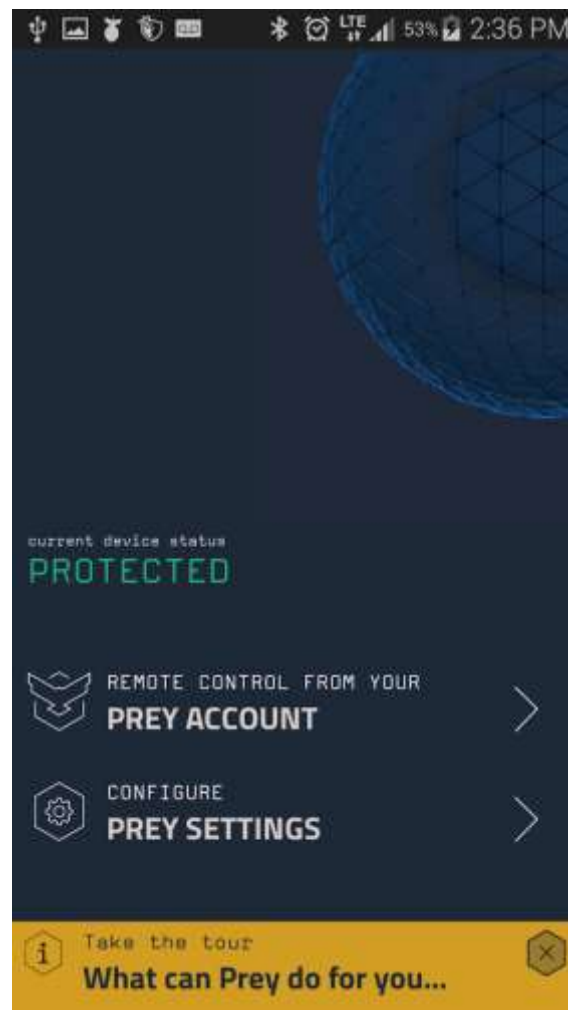 LTE 53% 2:36 PM
current device status
PROTECTED
REMOTE CONTROL FROM YOUR
PREY ACCOUNT
CONFIGURE
PREY SETTINGS
i Take the tour
What can Prey do for you...